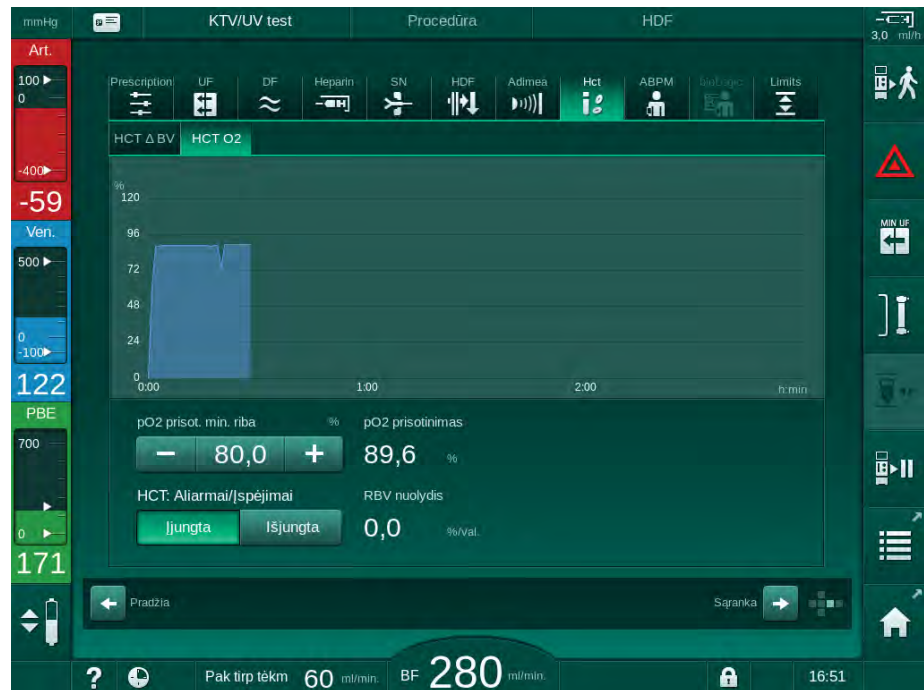 mmHg KTV/UV test Procedūra HDF 3,0 ml/h
Art.
100
0
-400
-59
Ven.
500
0
-100
122
PBE
700
0
171
Prescription UF DF Heparin SN HDF Adimea Hct ABPM bioLogic Limits
HCT Δ BV HCT O2
%
120
96
72
48
24
0
0:00 1:00 2:00 h:min
pO2 prisot. min. riba % pO2 prisotinimas
− 80,0 + 89,6 %
HCT: Aliarmai/Įspėjimai RBV nuolydis
Įjungta Išjungta 0,0 %/val.
Pradžia Sąranka
MIN UF
? Pak tirp tėkm 60 ml/min. BF 280 ml/min. 16:51